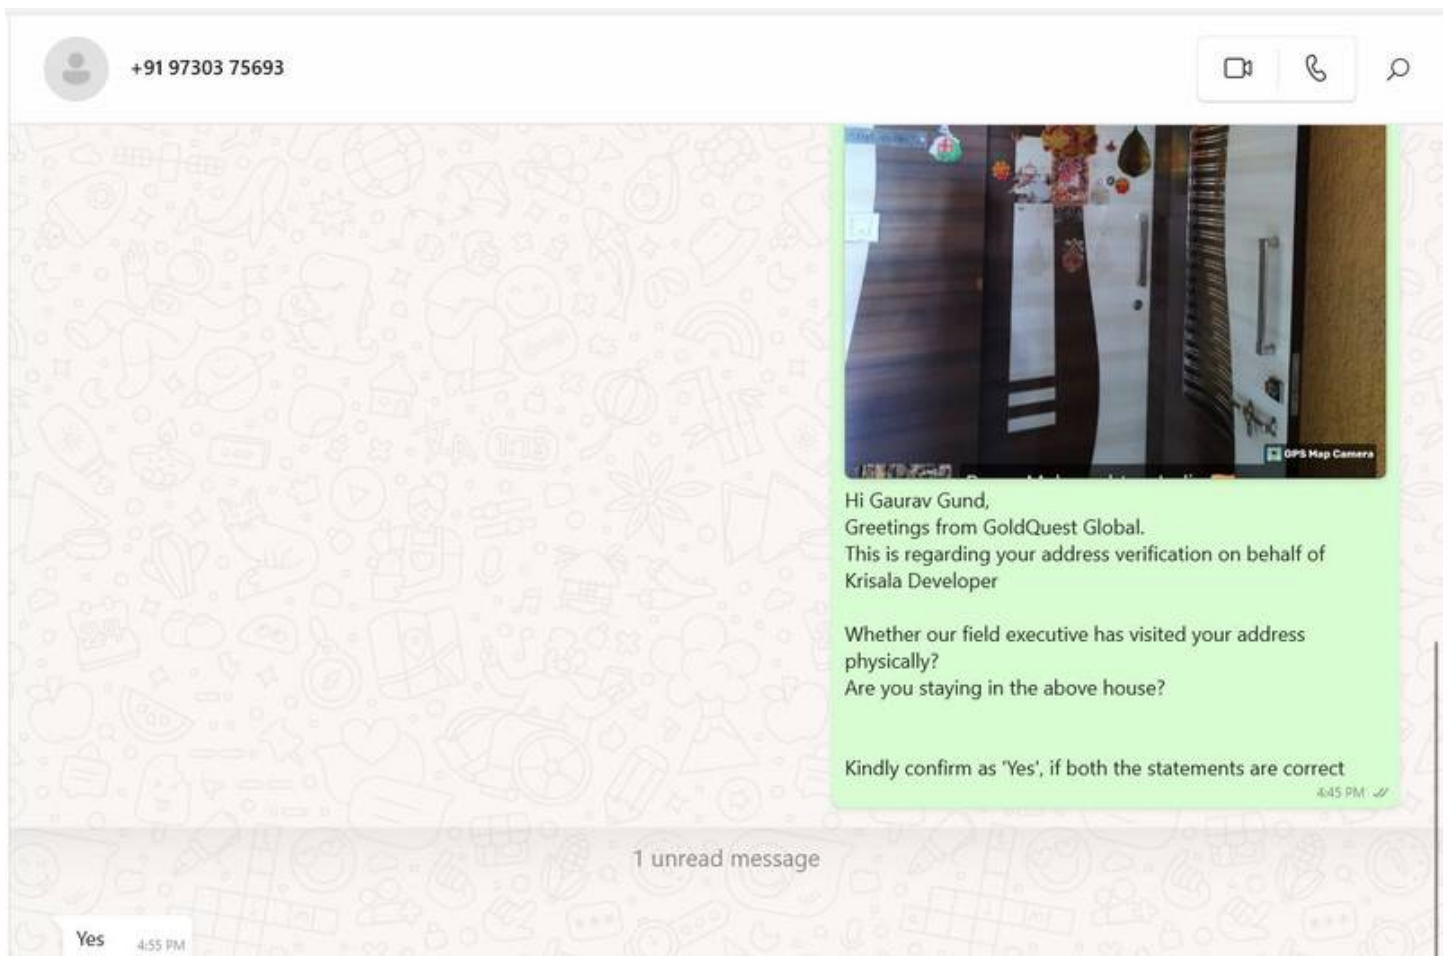 +91 97303 75693
GPS Map Camera
Hi Gaurav Gund,
Greetings from GoldQuest Global.
This is regarding your address verification on behalf of
Krisala Developer
Whether our field executive has visited your address
physically?
Are you staying in the above house?
Kindly confirm as 'Yes', if both the statements are correct
4:45 PM
1 unread message
Yes
4:55 PM